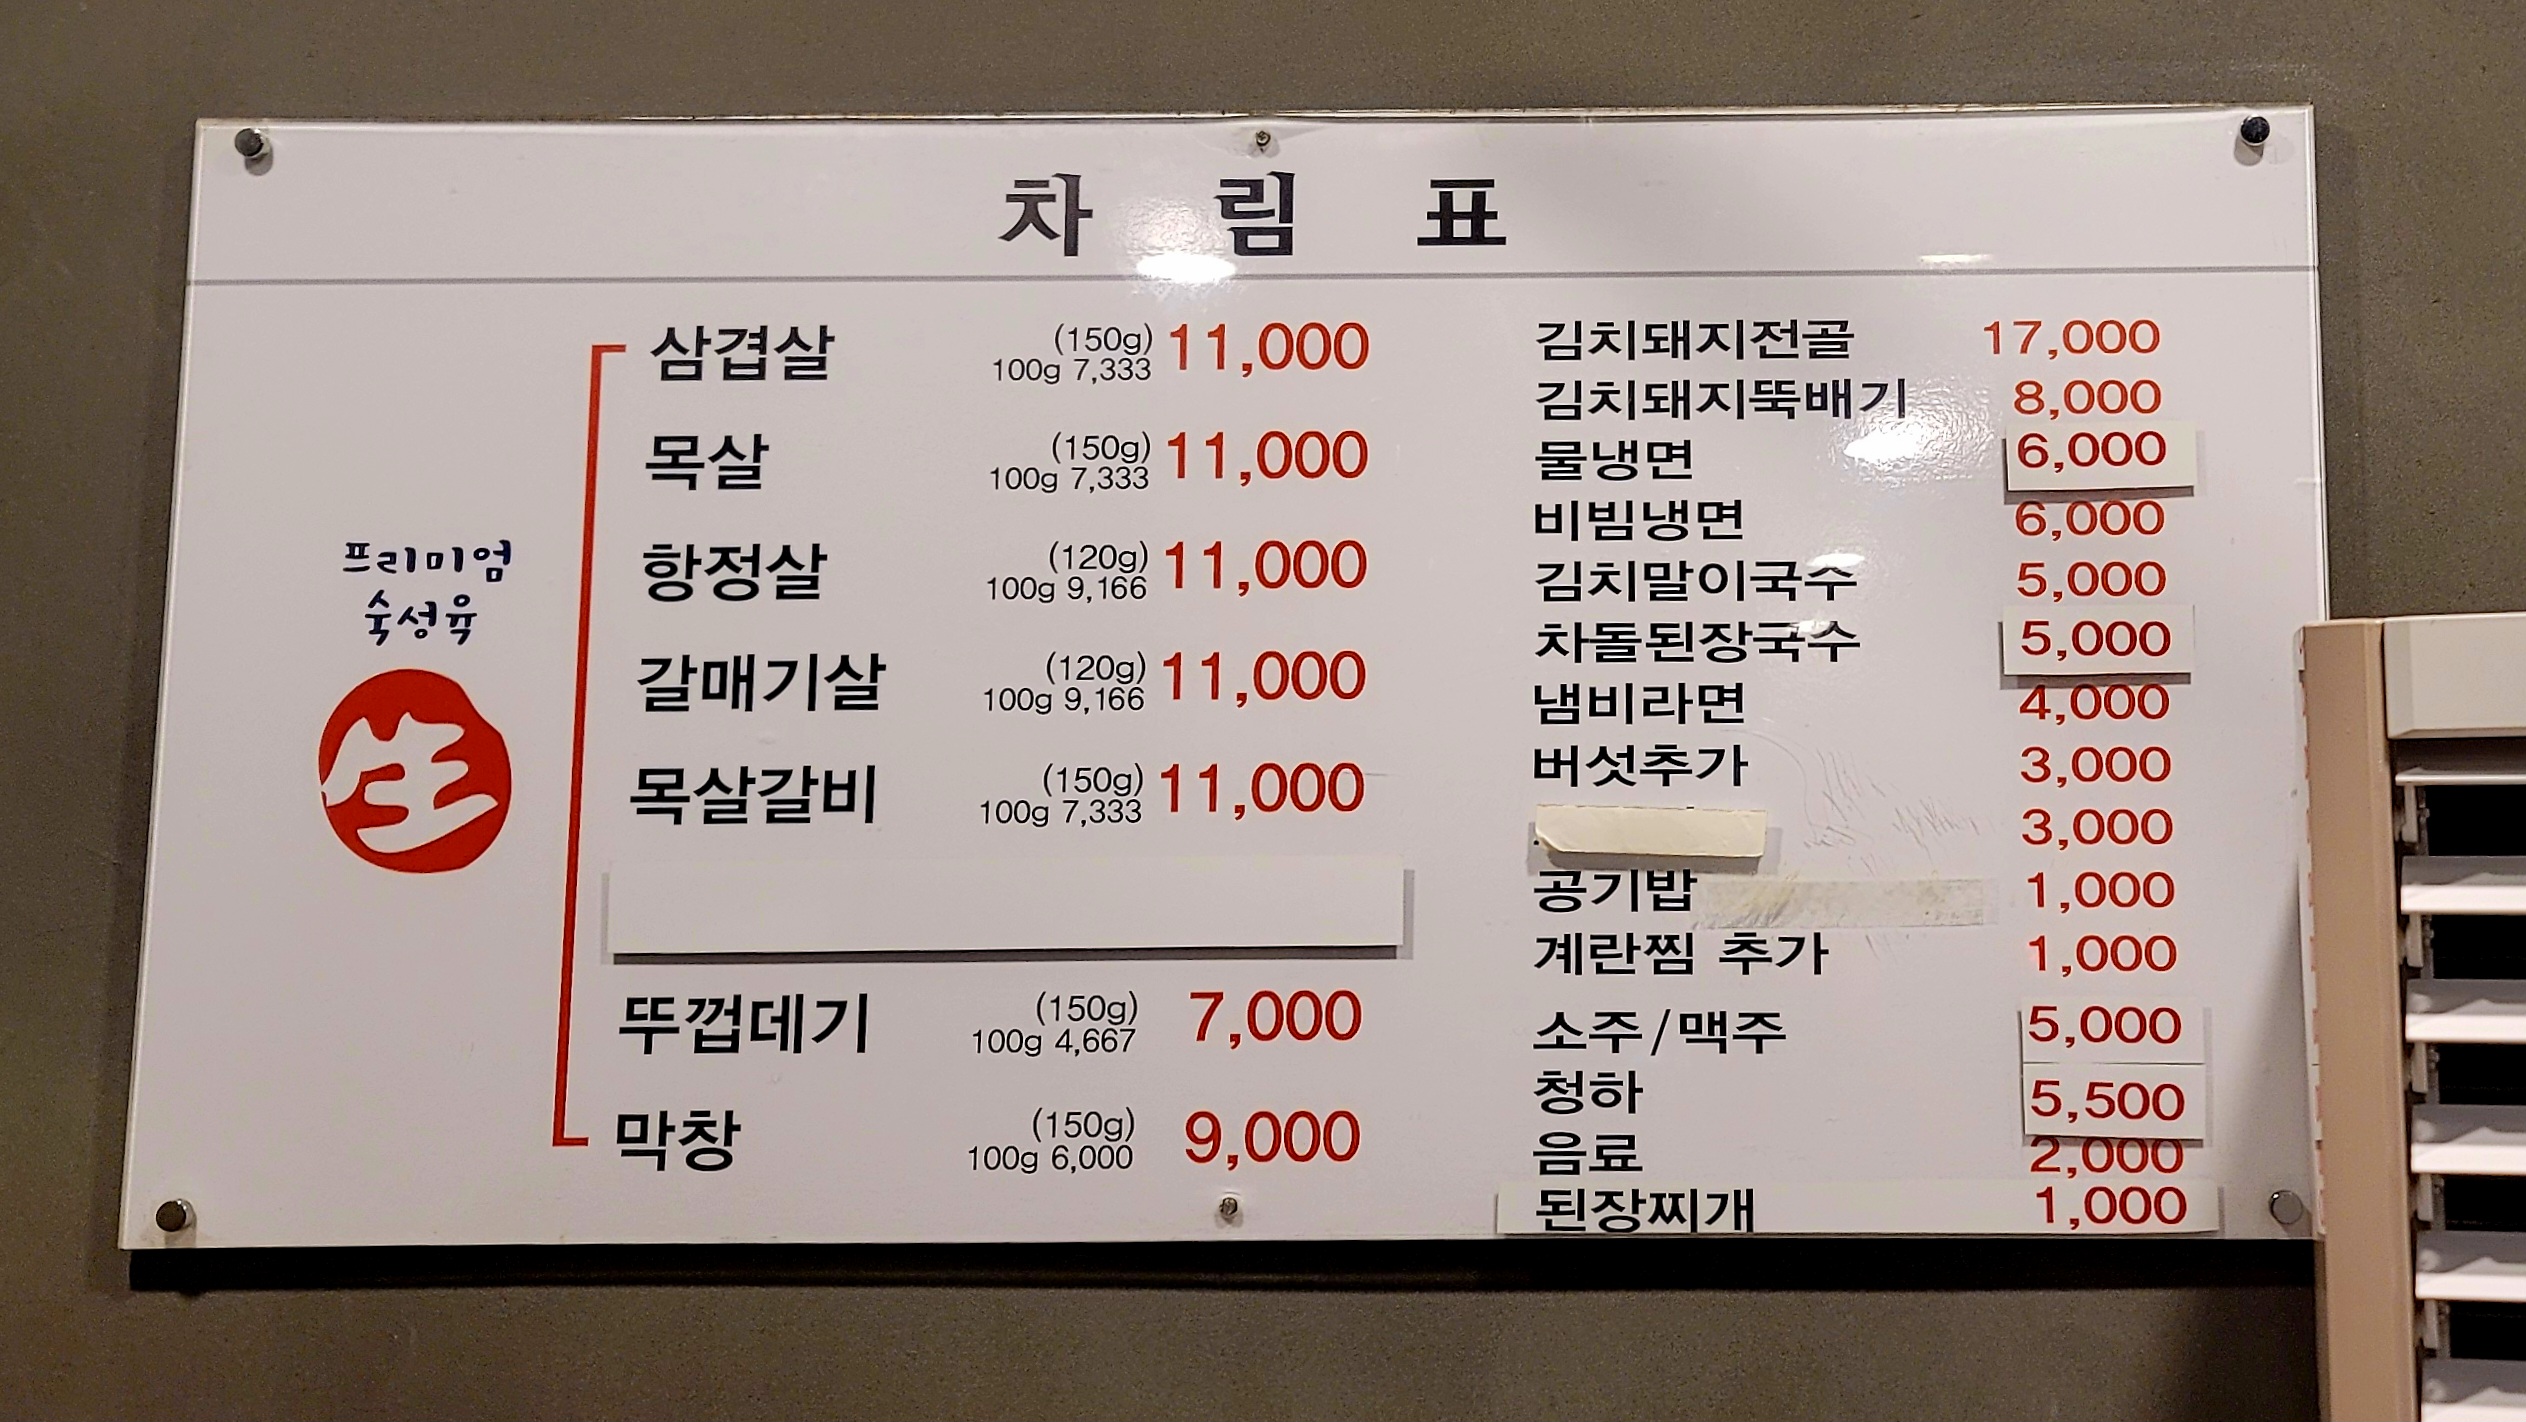 차림표
프리미엄
숙성육
生
삼겹살 (150g) 100g 7,333 11,000
목살 (150g) 100g 7,333 11,000
항정살 (120g) 100g 9,166 11,000
갈매기살 (120g) 100g 9,166 11,000
목살갈비 (150g) 100g 7,333 11,000
뚜껍데기 (150g) 100g 4,667 7,000
막창 (150g) 100g 6,000 9,000
김치돼지전골 17,000
김치돼지뚝배기 8,000
물냉면 6,000
비빔냉면 6,000
김치말이국수 5,000
차돌된장국수 5,000
냄비라면 4,000
버섯추가 3,000
3,000
공기밥 1,000
계란찜 추가 1,000
소주/맥주 5,000
청하 5,500
음료 2,000
된장찌개 1,000